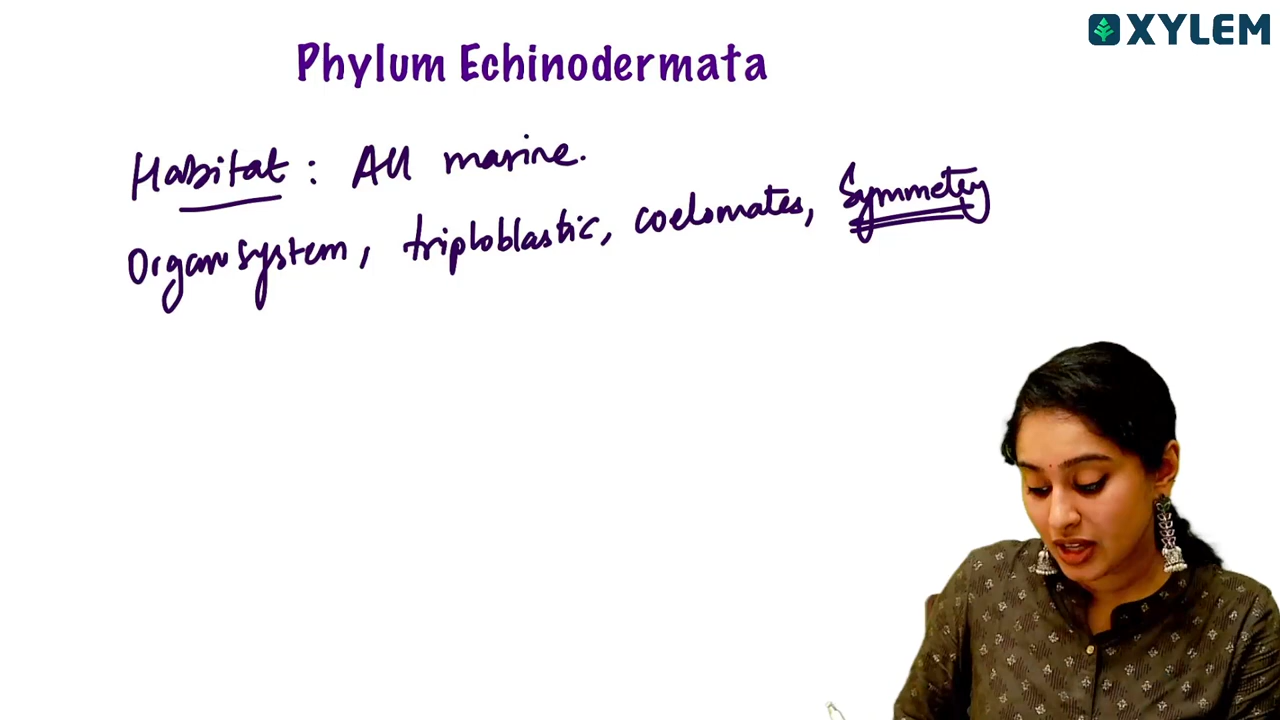 XYLEM
Phylum Echinodermata
Habitat : All marine.
Organ system, triploblastic, coelomates, Symmetry